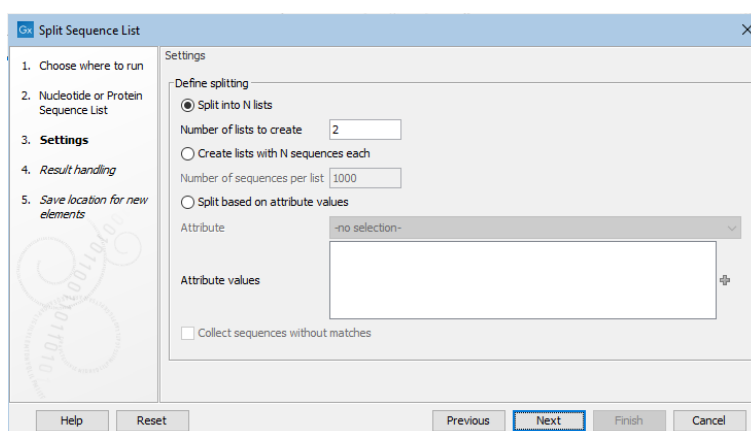 Gx Split Sequence List
1. Choose where to run
2. Nucleotide or Protein
Sequence List
3. Settings
4. Result handling
5. Save location for new
elements
Settings
Define splitting
Split into N lists
Number of lists to create 2
Create lists with N sequences each
Number of sequences per list 1000
Split based on attribute values
Attribute -no selection-
Attribute values
Collect sequences without matches
Help Reset Previous Next Finish Cancel